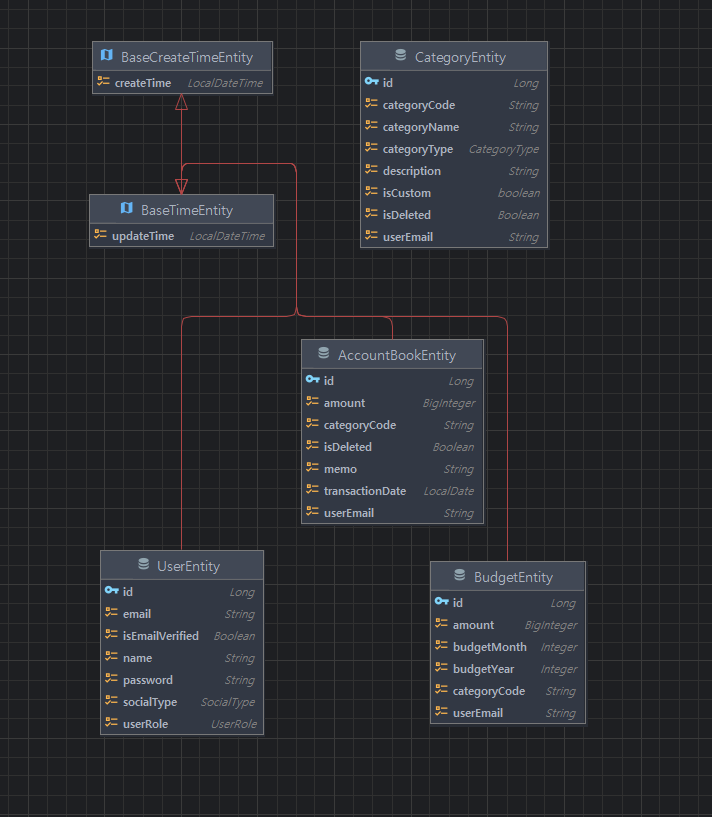 BaseCreateTimeEntity
createTime LocalDateTime
CategoryEntity
id Long
categoryCode String
categoryName String
categoryType CategoryType
description String
isCustom boolean
isDeleted Boolean
userEmail String
BaseTimeEntity
updateTime LocalDateTime
AccountBookEntity
id Long
amount BigInteger
categoryCode String
isDeleted Boolean
memo String
transactionDate LocalDate
userEmail String
UserEntity
id Long
email String
isEmailVerified Boolean
name String
password String
socialType SocialType
userRole UserRole
BudgetEntity
id Long
amount BigInteger
budgetMonth Integer
budgetYear Integer
categoryCode String
userEmail String